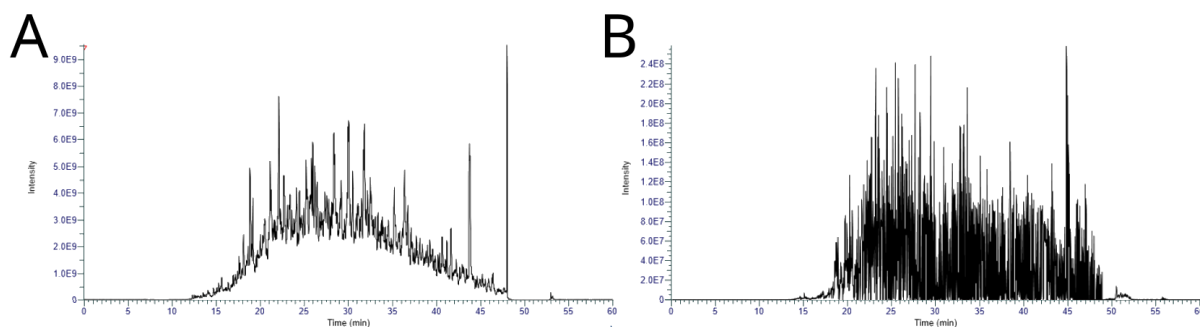 A
B
9.0E9
8.0E9
7.0E9
6.0E9
5.0E9
4.0E9
3.0E9
2.0E9
1.0E9
0
Intensity
0 5 10 15 20 25 30 35 40 45 50 55 60
Time (min)
2.4E8
2.2E8
2.0E8
1.8E8
1.6E8
1.4E8
1.2E8
1.0E8
8.0E7
6.0E7
4.0E7
2.0E7
0
Intensity
0 5 10 15 20 25 30 35 40 45 50 55
Time (min)